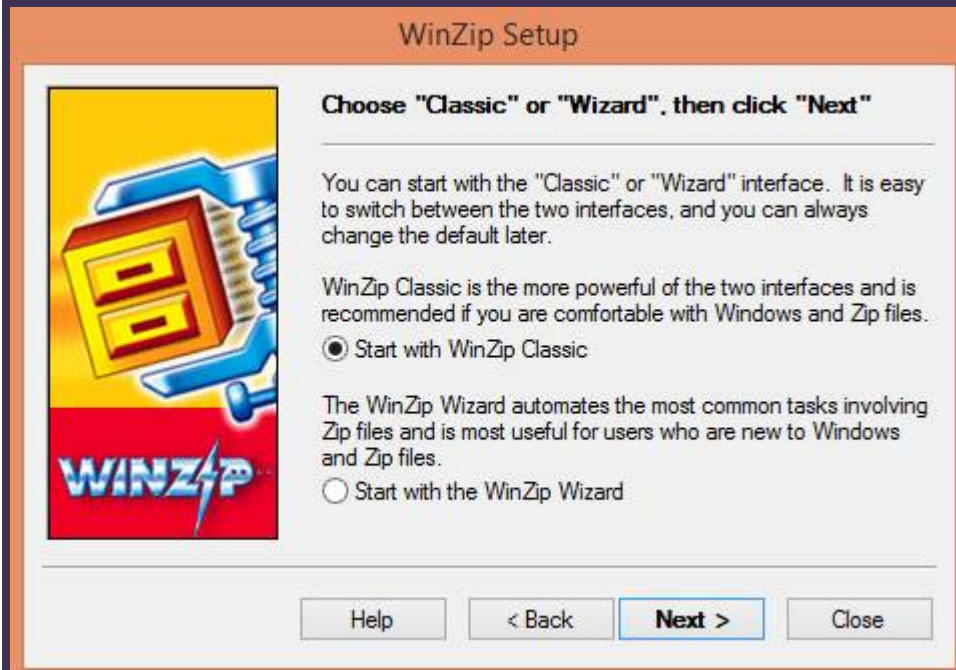 WinZip Setup
Choose "Classic" or "Wizard", then click "Next"
You can start with the "Classic" or "Wizard" interface. It is easy
to switch between the two interfaces, and you can always
change the default later.
WinZip Classic is the more powerful of the two interfaces and is
recommended if you are comfortable with Windows and Zip files.
Start with WinZip Classic
The WinZip Wizard automates the most common tasks involving
Zip files and is most useful for users who are new to Windows
and Zip files.
Start with the WinZip Wizard
WINZIP
Help
< Back
Next >
Close